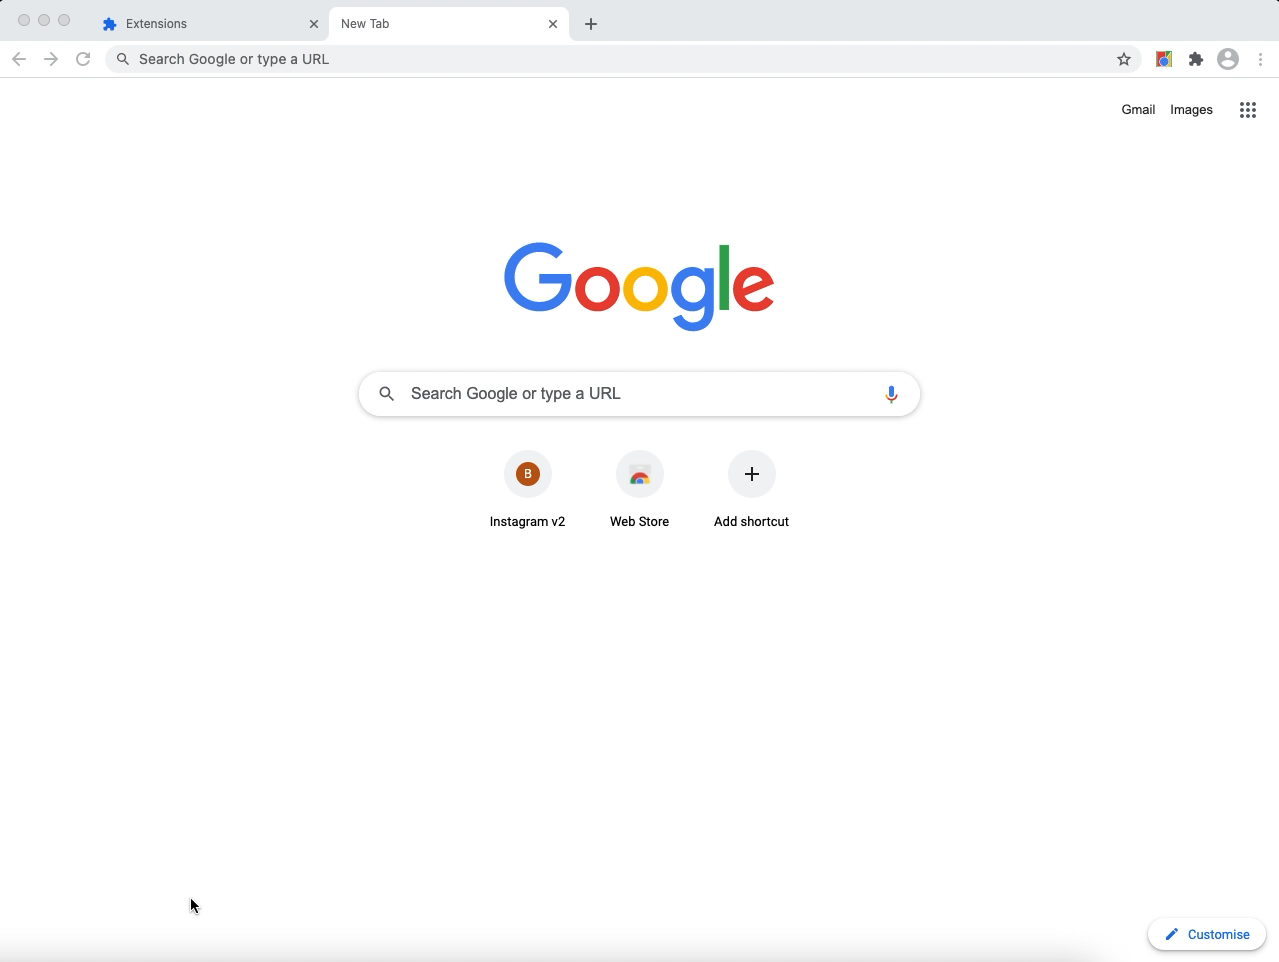 Extensions
New Tab
Search Google or type a URL
Gmail Images
Google
Search Google or type a URL
B
Instagram v2 Web Store Add shortcut
Customise